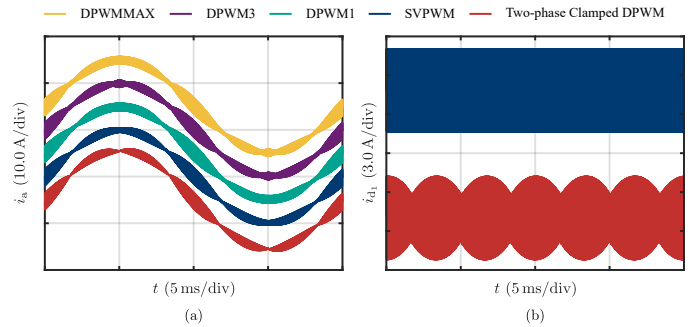 DPWMMAX DPWM3 DPWM1 SVPWM Two-phase Clamped DPWM
i_a (10.0 A/div)
i_{d_1} (3.0 A/div)
t (5 ms/div) t (5 ms/div)
(a) (b)